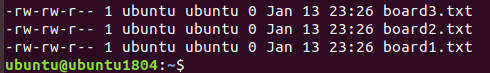 -rw-rw-r-- 1 ubuntu ubuntu 0 Jan 13 23:26 board3.txt
-rw-rw-r-- 1 ubuntu ubuntu 0 Jan 13 23:26 board2.txt
-rw-rw-r-- 1 ubuntu ubuntu 0 Jan 13 23:26 board1.txt
ubuntu@ubuntu1804:~$